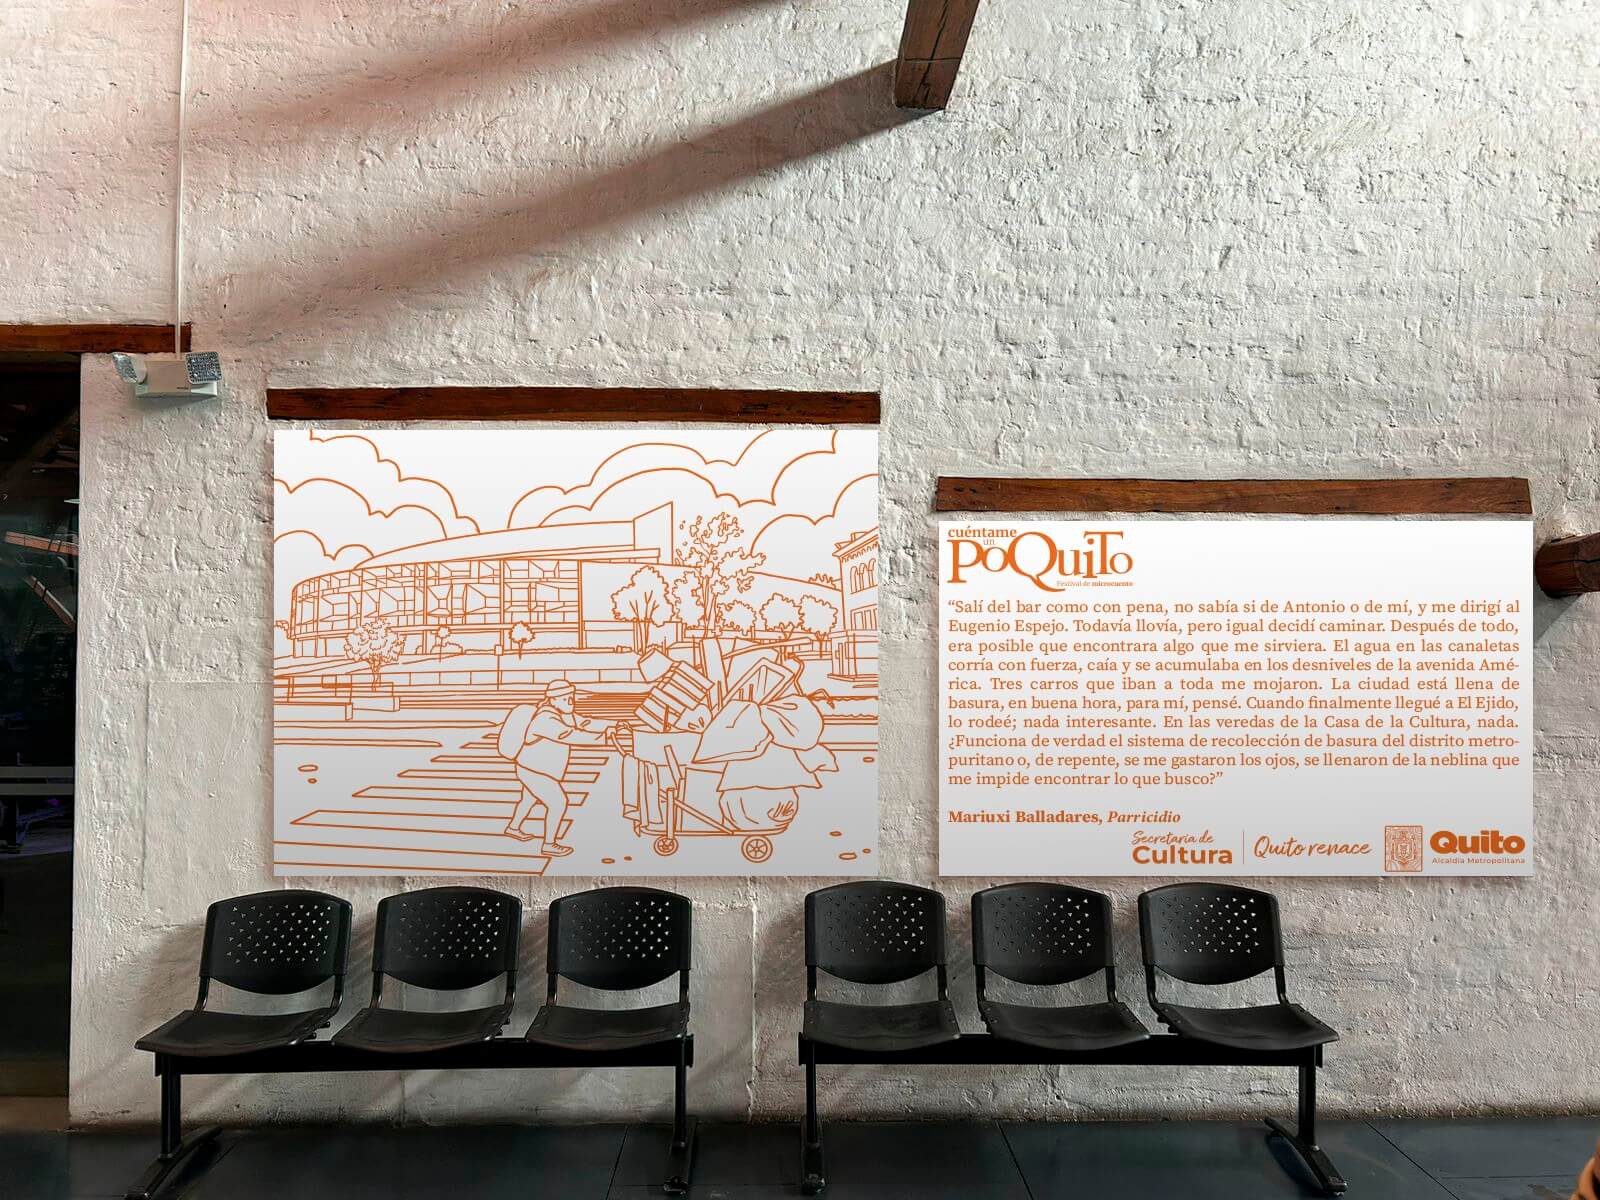 cuéntame
un
PoQuiTo
Festival de microcuento
“Salí del bar como con pena, no sabía si de Antonio o de mí, y me dirigí al
Eugenio Espejo. Todavía llovía, pero igual decidí caminar. Después de todo,
era posible que encontrara algo que me sirviera. El agua en las canaletas
corría con fuerza, caía y se acumulaba en los desniveles de la avenida Amé-
rica. Tres carros que iban a toda me mojaron. La ciudad está llena de
basura, en buena hora, para mí, pensé. Cuando finalmente llegué a El Ejido,
lo rodeé; nada interesante. En las veredas de la Casa de la Cultura, nada.
¿Funciona de verdad el sistema de recolección de basura del distrito metro-
puritano o, de repente, se me gastaron los ojos, se llenaron de la neblina que
me impide encontrar lo que busco?”
Mariuxi Balladares, Parricidio
Secretaría de
Cultura
Quito renace
Quito
Alcaldía Metropolitana